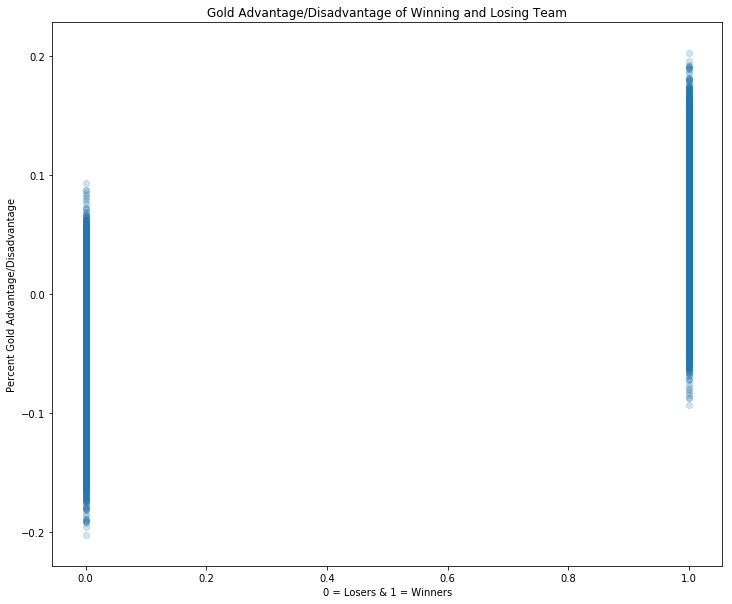 Gold Advantage/Disadvantage of Winning and Losing Team
Percent Gold Advantage/Disadvantage
0.2
0.1
0.0
−0.1
−0.2
0.0 0.2 0.4 0.6 0.8 1.0
0 = Losers & 1 = Winners